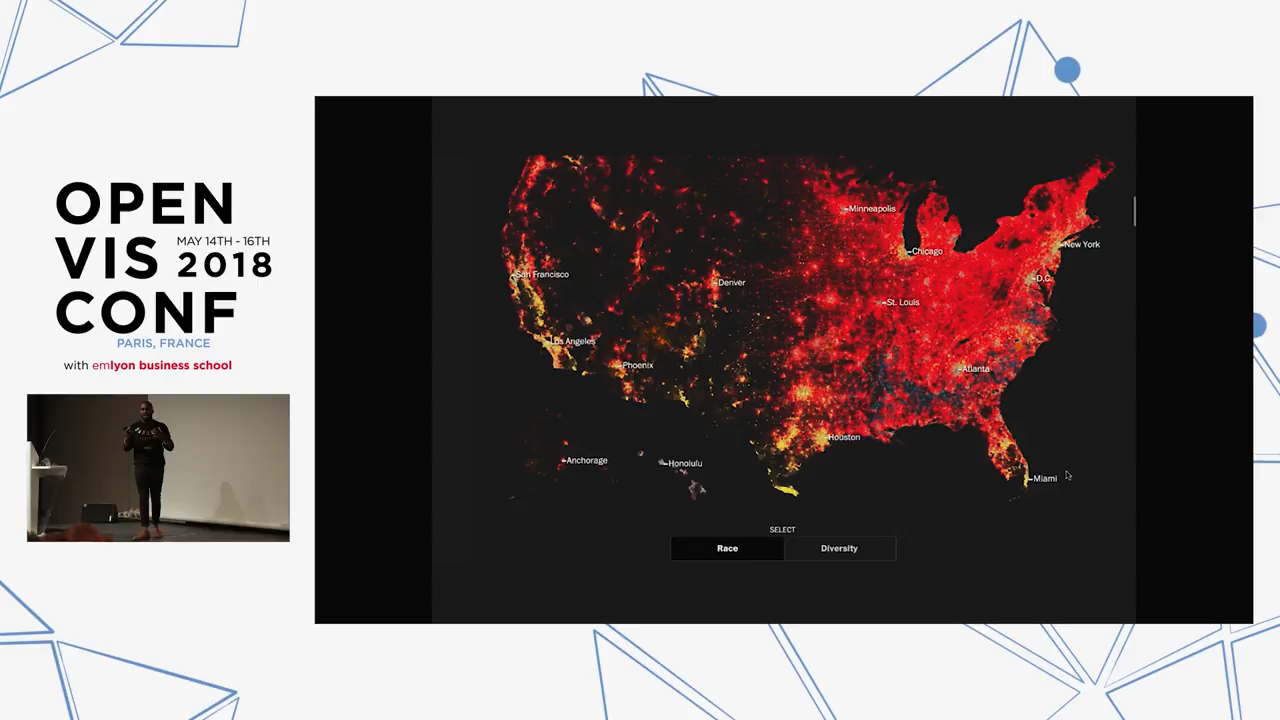 OPEN
VIS
MAY 14TH - 16TH
2018
CONF
PARIS, FRANCE
with emlyon business school
Minneapolis
New York
Chicago
San Francisco
D.C.
Denver
St. Louis
Los Angeles
Phoenix
Atlanta
Houston
Anchorage
Honolulu
Miami
SELECT
Race
Diversity